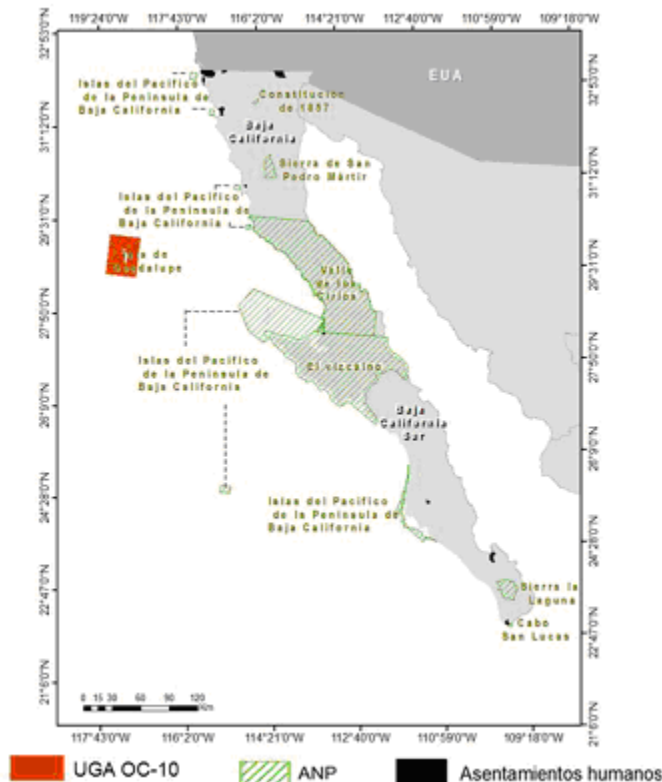 119°24'0"W 117°43'0"W 116°2'0"W 114°21'0"W 112°40'0"W 110°59'0"W 109°18'0"W
32°53'0"N
31°12'0"N
29°31'0"N
27°50'0"N
26°9'0"N
24°28'0"N
22°47'0"N
21°6'0"N
EUA
Islas del Pacífico
de la Peninsula de
Baja California
Constitucion
de 1857
Baja
California
Sierra de San
Pedro Mártir
Islas del Pacífico
de la Peninsula de
Baja California
de
Guadalupe
Valle
de los
Cirios
Islas del Pacífico
de la Peninsula de
Baja California
El vizcaíno
Baja
California
Sur
Islas del Pacífico
de la Peninsula de
Baja California
Sierra la
Laguna
Cabo
San Lucas
32°53'0"N
31°12'0"N
29°31'0"N
27°50'0"N
26°9'0"N
24°28'0"N
22°47'0"N
21°6'0"N
0 15 30 60 90 120
117°43'0"W 116°2'0"W 114°21'0"W 112°40'0"W 110°59'0"W 109°18'0"W
UGA OC-10 ANP Asentamientos humanos